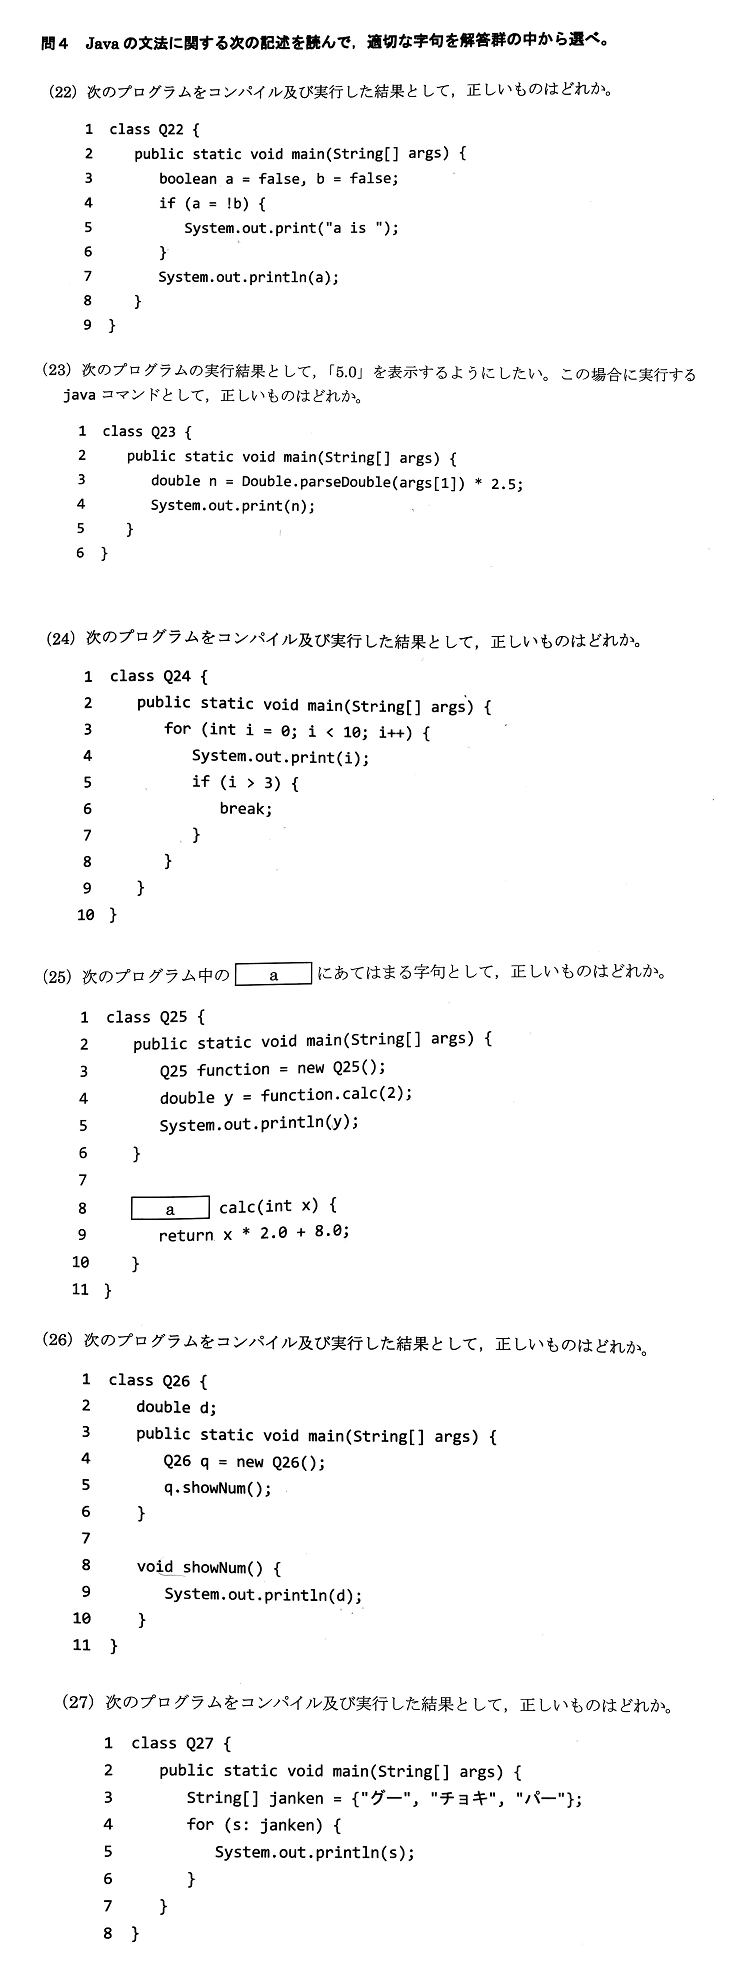 問4 Javaの文法に関する次の記述を読んで，適切な字句を解答群の中から選べ。
(22) 次のプログラムをコンパイル及び実行した結果として，正しいものはどれか。
1 class Q22 {
2 public static void main(String[] args) {
3 boolean a = false, b = false;
4 if (a = !b) {
5 System.out.print("a is ");
6 }
7 System.out.println(a);
8 }
9 }
(23) 次のプログラムの実行結果として，「5.0」を表示するようにしたい。この場合に実行する
javaコマンドとして，正しいものはどれか。
1 class Q23 {
2 public static void main(String[] args) {
3 double n = Double.parseDouble(args[1]) * 2.5;
4 System.out.print(n);
5 }
6 }
(24) 次のプログラムをコンパイル及び実行した結果として，正しいものはどれか。
1 class Q24 {
2 public static void main(String[] args) {
3 for (int i = 0; i < 10; i++) {
4 System.out.print(i);
5 if (i > 3) {
6 break;
7 }
8 }
9 }
10 }
(25) 次のプログラム中の a にあてはまる字句として，正しいものはどれか。
1 class Q25 {
2 public static void main(String[] args) {
3 Q25 function = new Q25();
4 double y = function.calc(2);
5 System.out.println(y);
6 }
7
8 a calc(int x) {
9 return x * 2.0 + 8.0;
10 }
11 }
(26) 次のプログラムをコンパイル及び実行した結果として，正しいものはどれか。
1 class Q26 {
2 double d;
3 public static void main(String[] args) {
4 Q26 q = new Q26();
5 q.showNum();
6 }
7
8 void showNum() {
9 System.out.println(d);
10 }
11 }
(27) 次のプログラムをコンパイル及び実行した結果として，正しいものはどれか。
1 class Q27 {
2 public static void main(String[] args) {
3 String[] janken = {"グー", "チョキ", "パー"};
4 for (s: janken) {
5 System.out.println(s);
6 }
7 }
8 }